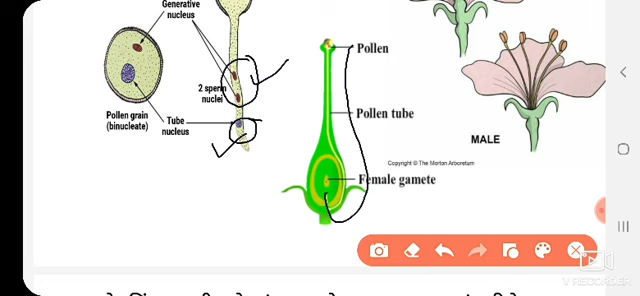 Generative
nucleus
2 sperm
nuclei
Pollen grain
(binucleate)
Tube
nucleus
Pollen
Pollen tube
Female gamete
MALE
Copyright © The Morton Arboretum
V RECORDER